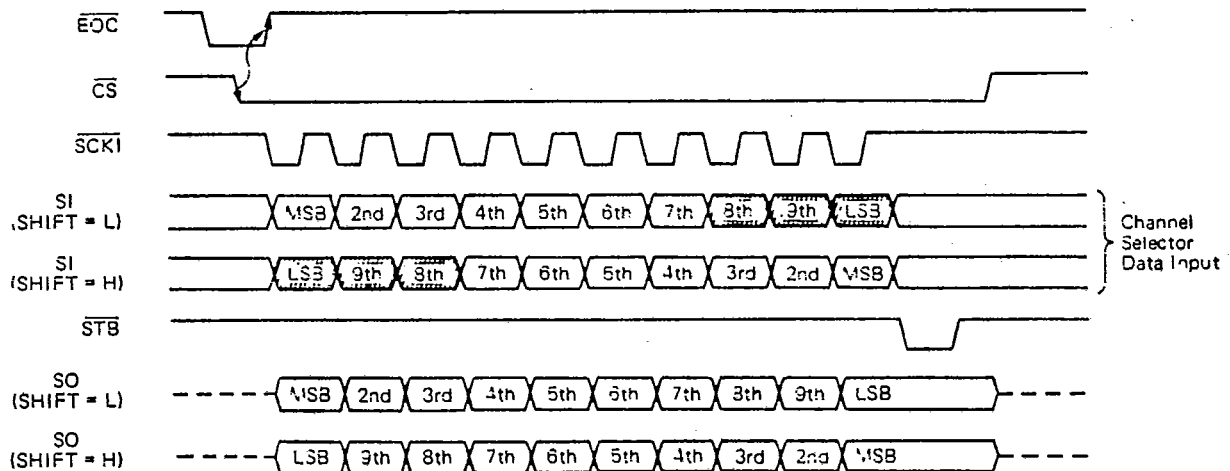 EOC
CS
SCK1
SI
(SHIFT = L)
MSB 2nd 3rd 4th 5th 6th 7th 8th 9th LSB
SI
(SHIFT = H)
LSB 9th 8th 7th 6th 5th 4th 3rd 2nd MSB
Channel
Selector
Data Input
STB
SO
(SHIFT = L)
MSB 2nd 3rd 4th 5th 6th 7th 8th 9th LSB
SO
(SHIFT = H)
LSB 9th 8th 7th 6th 5th 4th 3rd 2nd MSB